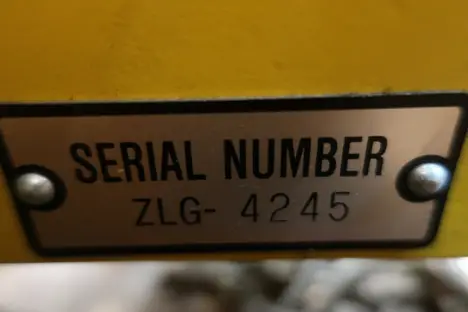 SERIAL NUMBER
ZLG- 4245